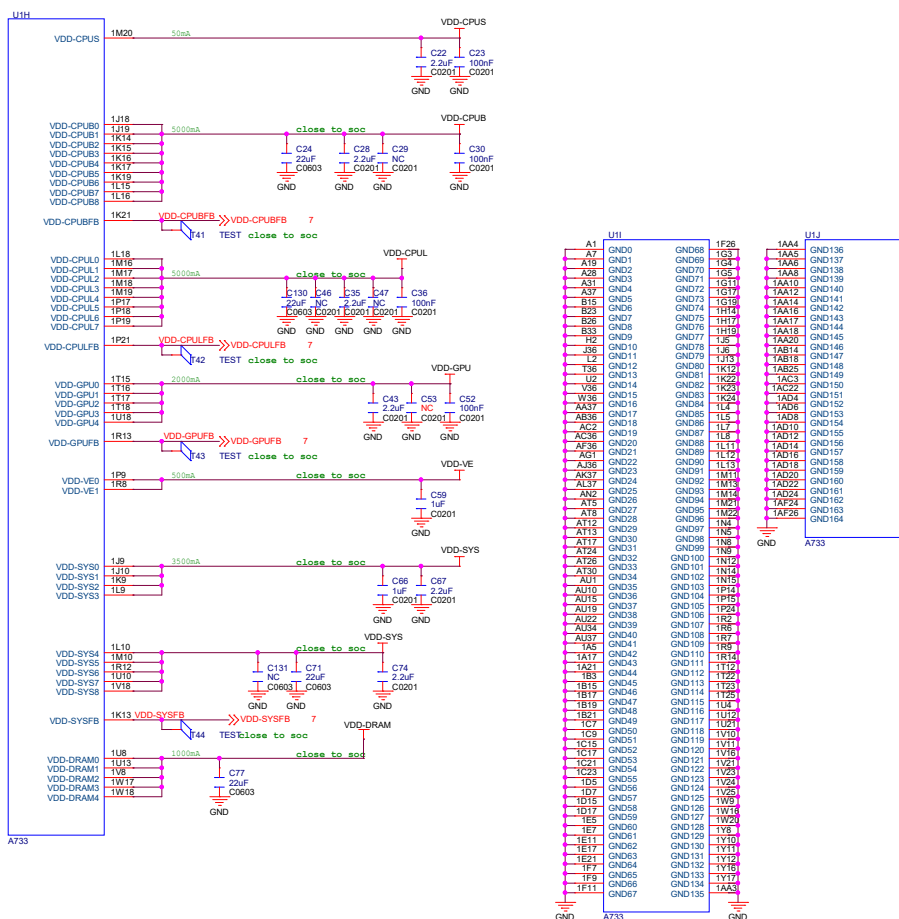 U1H
VDD-CPUS 1M20 50mA VDD-CPUS
C22 2.2uF C0201 GND
C23 100nF C0201 GND
VDD-CPUB0 1J18
VDD-CPUB1 1J19 5000mA close to soc VDD-CPUB
VDD-CPUB2 1K14
VDD-CPUB3 1K15
VDD-CPUB4 1K16
VDD-CPUB5 1K17
VDD-CPUB6 1K19
VDD-CPUB7 1L15
VDD-CPUB8 1L16
C24 22uF C0603 GND
C28 2.2uF C0201 GND
C29 NC C0201 GND
C30 100nF C0201 GND
VDD-CPUBFB 1K21 VDD-CPUBFB VDD-CPUBFB 7
T41 TEST close to soc
VDD-CPUL0 1L18
VDD-CPUL1 1M16
VDD-CPUL2 1M17 5000mA close to soc VDD-CPUL
VDD-CPUL3 1M18
VDD-CPUL4 1M19
VDD-CPUL5 1P17
VDD-CPUL6 1P18
VDD-CPUL7 1P19
C130 22uF C0603 GND
C46 NC C0201 GND
C35 2.2uF C0201 GND
C47 NC C0201 GND
C36 100nF C0201 GND
VDD-CPULFB 1P21 VDD-CPULFB VDD-CPULFB 7
T42 TEST close to soc
VDD-GPU0 1T15 2000mA close to soc VDD-GPU
VDD-GPU1 1T16
VDD-GPU2 1T17
VDD-GPU3 1T18
VDD-GPU4 1U18
C43 2.2uF C0201 GND
C53 NC C0201 GND
C52 100nF C0201 GND
VDD-GPUFB 1R13 VDD-GPUFB VDD-GPUFB 7
T43 TEST close to soc
VDD-VE0 1P9 500mA close to soc VDD-VE
VDD-VE1 1R8
C59 1uF C0201 GND
VDD-SYS0 1J9 3500mA close to soc VDD-SYS
VDD-SYS1 1J10
VDD-SYS2 1K9
VDD-SYS3 1L9
C66 1uF C0201 GND
C67 2.2uF C0201 GND
VDD-SYS4 1L10 close to soc VDD-SYS
VDD-SYS5 1M10
VDD-SYS6 1R12
VDD-SYS7 1U10
VDD-SYS8 1V18
C131 NC C0603 GND
C71 22uF C0603 GND
C74 2.2uF C0201 GND
VDD-SYSFB 1K13 VDD-SYSFB VDD-SYSFB 7
T44 TEST close to soc
VDD-DRAM0 1U8 1000mA close to soc VDD-DRAM
VDD-DRAM1 1U13
VDD-DRAM2 1V8
VDD-DRAM3 1W17
VDD-DRAM4 1W18
C77 22uF C0603 GND
A733
U1I
A1 GND0 GND68 1F26
A7 GND1 GND69 1G3
A19 GND2 GND70 1G4
A28 GND3 GND71 1G5
A31 GND4 GND72 1G11
A37 GND5 GND73 1G17
B15 GND6 GND74 1G19
B23 GND7 GND75 1H14
B26 GND8 GND76 1H17
B33 GND9 GND77 1H19
H2 GND10 GND78 1J5
J36 GND11 GND79 1J6
L2 GND12 GND80 1J13
T36 GND13 GND81 1K12
U2 GND14 GND82 1K22
V36 GND15 GND83 1K23
W36 GND16 GND84 1K24
AA37 GND17 GND85 1L4
AB36 GND18 GND86 1L5
AC2 GND19 GND87 1L7
AC36 GND20 GND88 1L8
AF36 GND21 GND89 1L11
AG1 GND22 GND90 1L12
AJ36 GND23 GND91 1L13
AK37 GND24 GND92 1M11
AL37 GND25 GND93 1M13
AN2 GND26 GND94 1M14
AT5 GND27 GND95 1M21
AT8 GND28 GND96 1M22
AT12 GND29 GND97 1N4
AT13 GND30 GND98 1N5
AT17 GND31 GND99 1N8
AT24 GND32 GND100 1N9
AT26 GND33 GND101 1N12
AT30 GND34 GND102 1N14
AU1 GND35 GND103 1N15
AU10 GND36 GND104 1P14
AU15 GND37 GND105 1P15
AU19 GND38 GND106 1P24
AU22 GND39 GND107 1R2
AU34 GND40 GND108 1R6
AU37 GND41 GND109 1R7
1A5 GND42 GND110 1R9
1A17 GND43 GND111 1R14
1A21 GND44 GND112 1T12
1B3 GND45 GND113 1T22
1B15 GND46 GND114 1T23
1B17 GND47 GND115 1T25
1B19 GND48 GND116 1U4
1B21 GND49 GND117 1U12
1C7 GND50 GND118 1U21
1C9 GND51 GND119 1V10
1C15 GND52 GND120 1V11
1C17 GND53 GND121 1V16
1C21 GND54 GND122 1V21
1C23 GND55 GND123 1V23
1D5 GND56 GND124 1V24
1D7 GND57 GND125 1V25
1D15 GND58 GND126 1W9
1D17 GND59 GND127 1W16
1E5 GND60 GND128 1W20
1E7 GND61 GND129 1Y8
1E11 GND62 GND130 1Y10
1E17 GND63 GND131 1Y11
1E21 GND64 GND132 1Y12
1F7 GND65 GND133 1Y16
1F9 GND66 GND134 1Y17
1F11 GND67 GND135 1AA3
GND A733 GND
U1J
1AA4 GND136
1AA5 GND137
1AA6 GND138
1AA8 GND139
1AA10 GND140
1AA12 GND141
1AA14 GND142
1AA16 GND143
1AA17 GND144
1AA18 GND145
1AA20 GND146
1AB14 GND147
1AB18 GND148
1AB25 GND149
1AC3 GND150
1AC22 GND151
1AD4 GND152
1AD6 GND153
1AD8 GND154
1AD10 GND155
1AD12 GND156
1AD14 GND157
1AD16 GND158
1AD18 GND159
1AD20 GND160
1AD22 GND161
1AD24 GND162
1AF24 GND163
1AF26 GND164
GND A733